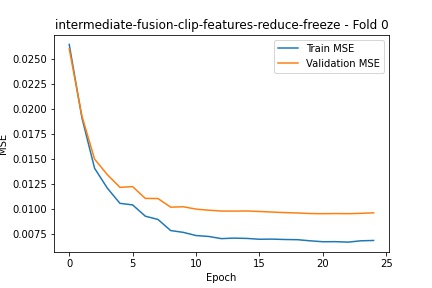 intermediate-fusion-clip-features-reduce-freeze - Fold 0
Train MSE
Validation MSE
MSE
0.0250
0.0225
0.0200
0.0175
0.0150
0.0125
0.0100
0.0075
0 5 10 15 20 25
Epoch